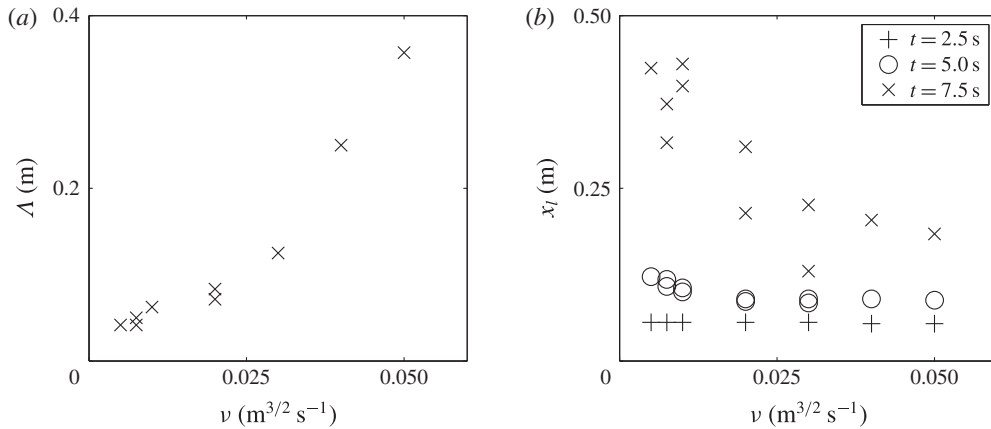 (a)
0.4
0.2
0
0.025
0.050
Λ (m)
ν (m^{3/2} s^{−1})
(b)
0.50
0.25
0
0.025
0.050
x_l (m)
ν (m^{3/2} s^{−1})
t = 2.5 s
t = 5.0 s
t = 7.5 s